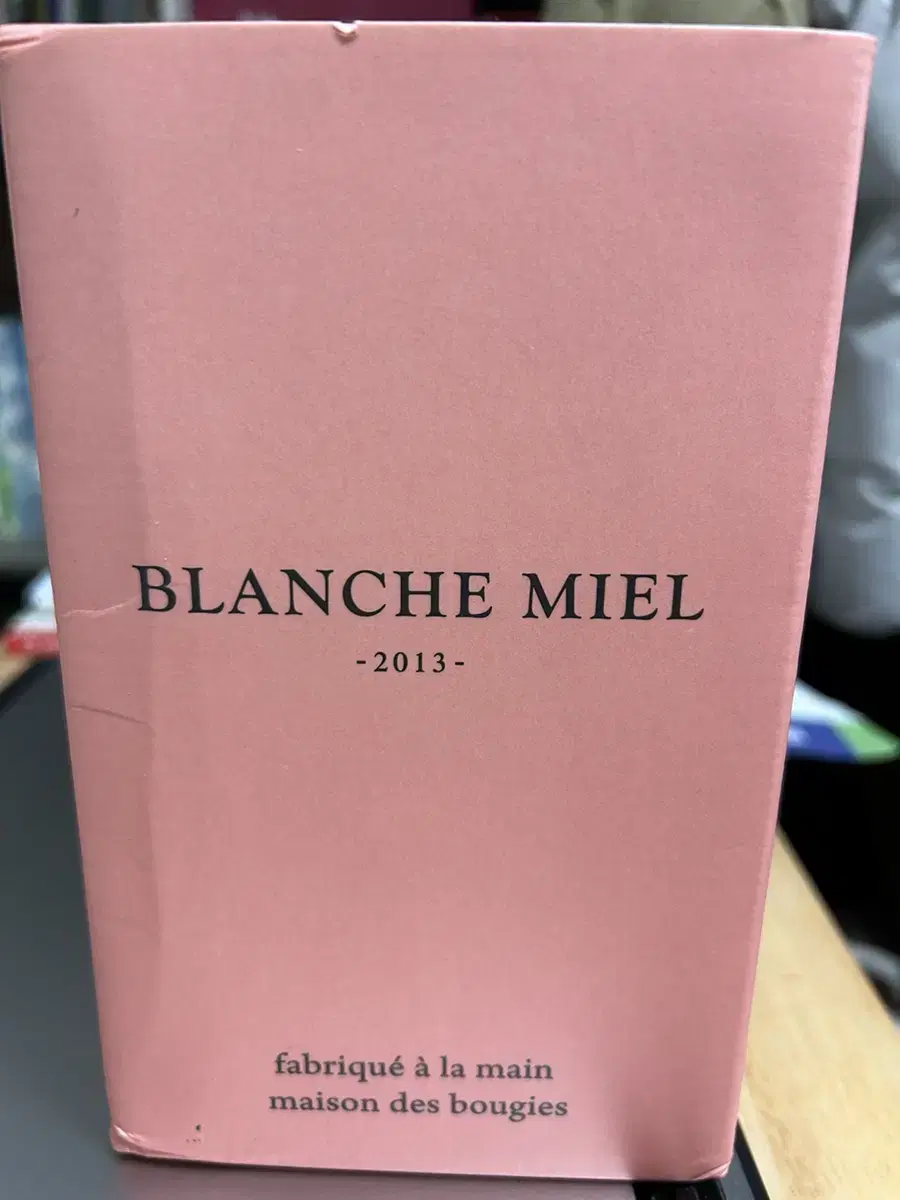 BLANCHE MIEL
-2013-
fabriqué à la main
maison des bougies